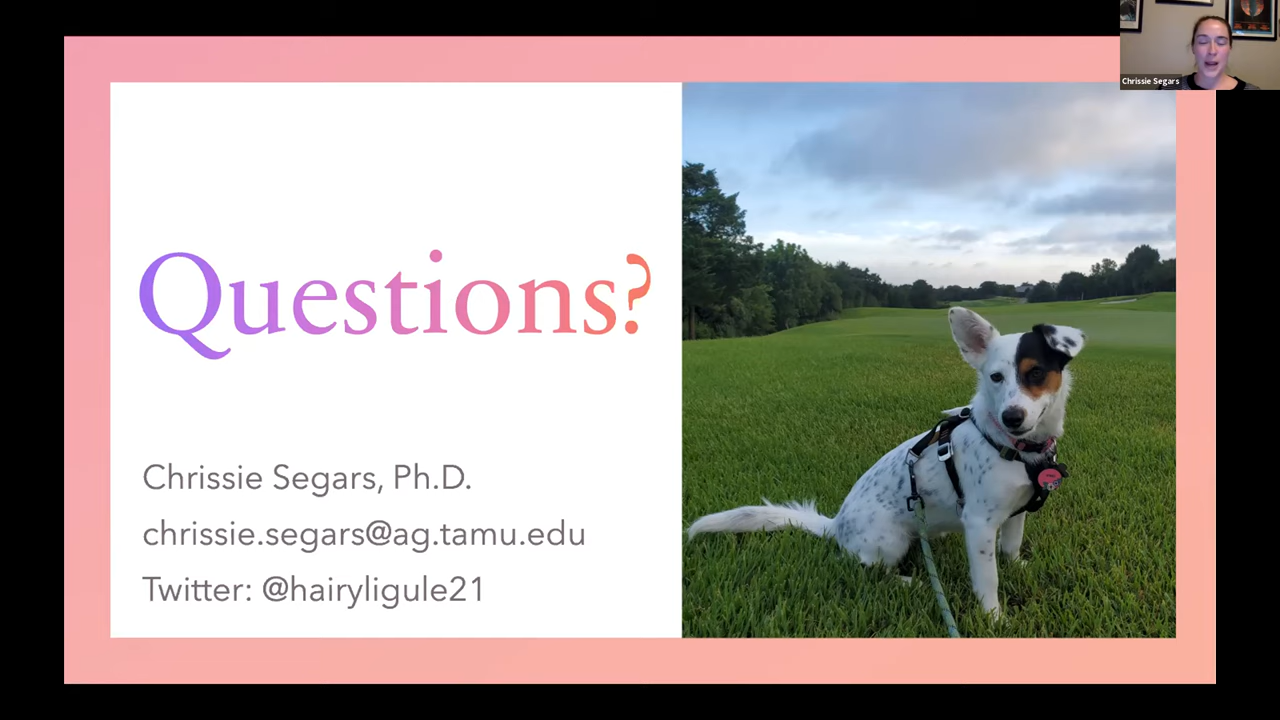 Chrissie Segars
Questions?
Chrissie Segars, Ph.D.
chrissie.segars@ag.tamu.edu
Twitter: @hairyligule21